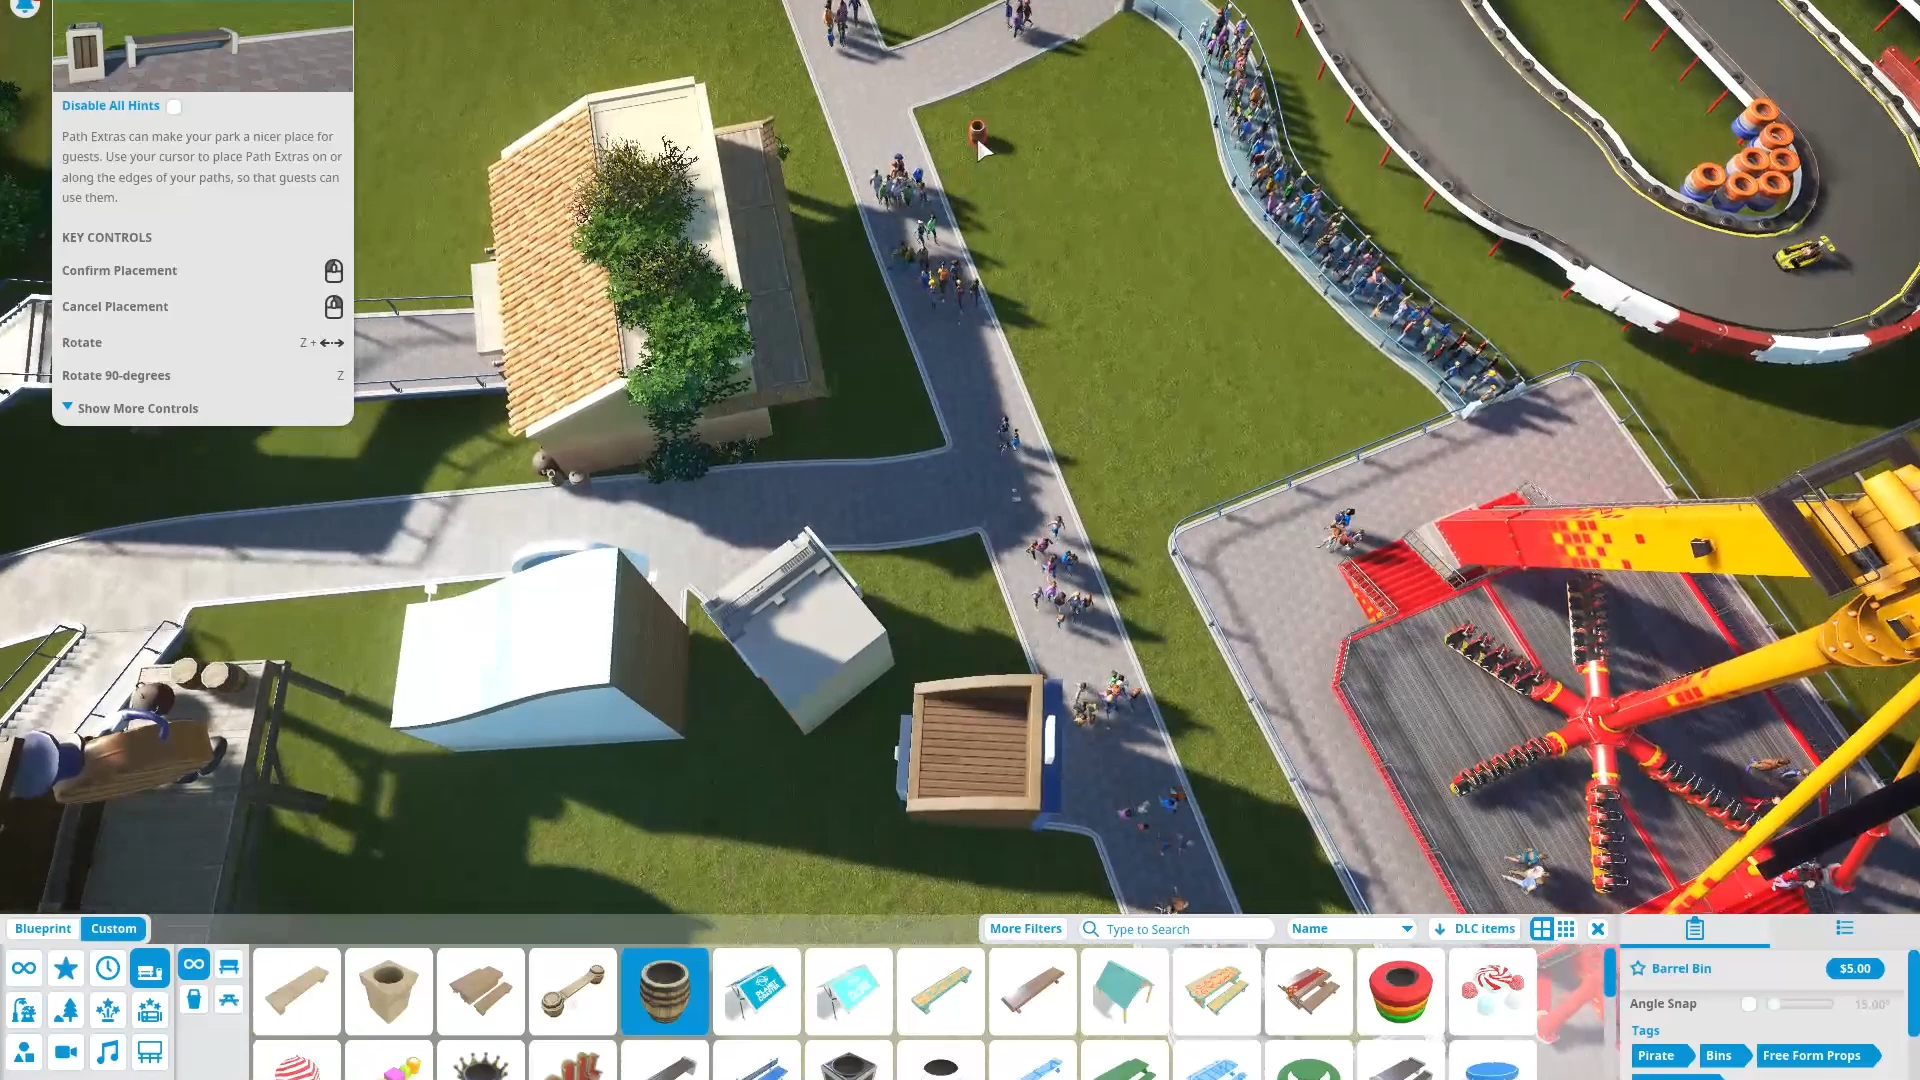 Disable All Hints
Path Extras can make your park a nicer place for
guests. Use your cursor to place Path Extras on or
along the edges of your paths, so that guests can
use them.
KEY CONTROLS
Confirm Placement
Cancel Placement
Rotate Z +
Rotate 90-degrees Z
Show More Controls
Blueprint Custom
More Filters Type to Search Name DLC items
Barrel Bin $5.00
Angle Snap 15.00°
Tags
Pirate Bins Free Form Props